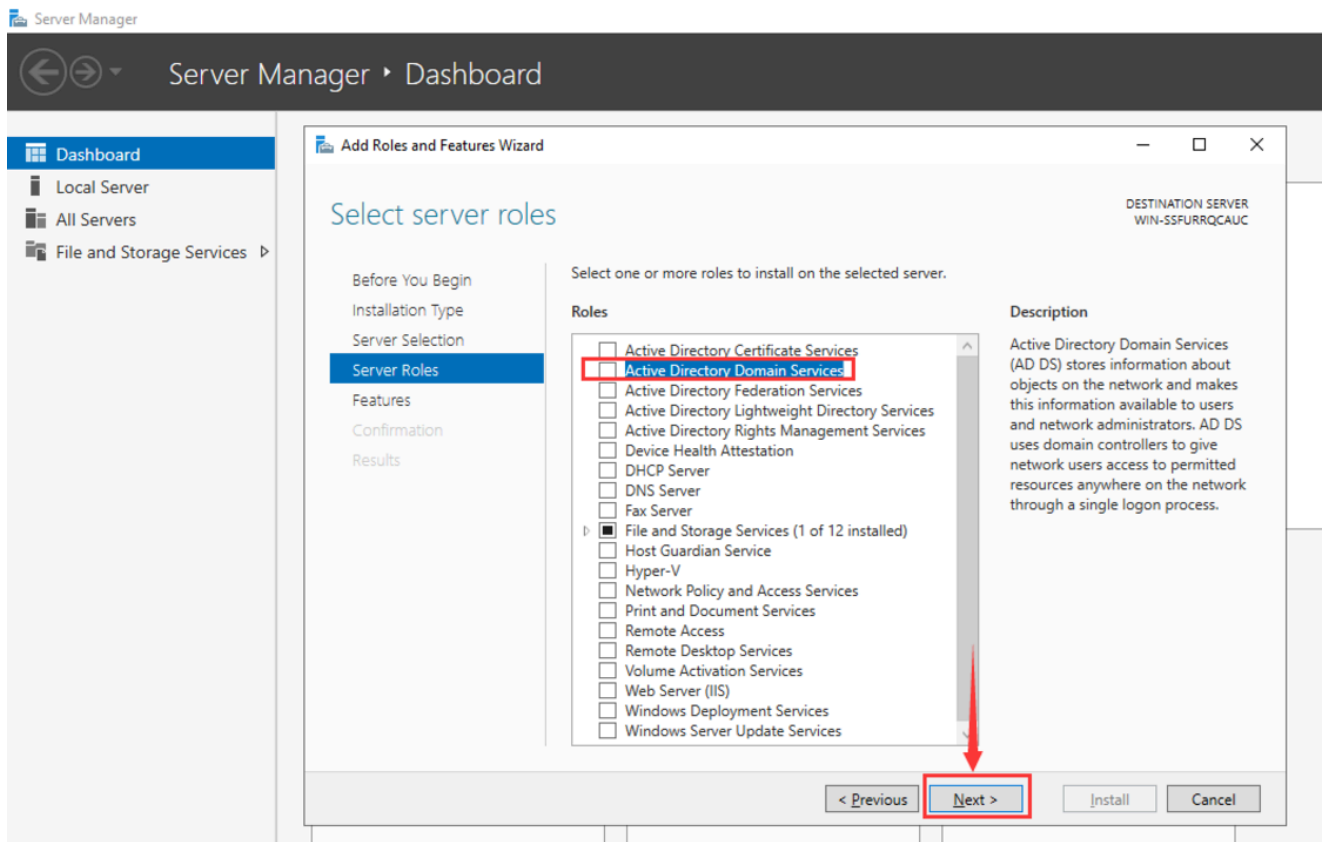 Server Manager
Server Manager ‣ Dashboard
Dashboard
Local Server
All Servers
File and Storage Services
Add Roles and Features Wizard
Select server roles
DESTINATION SERVER
WIN-SSFURRQCAUC
Before You Begin
Installation Type
Server Selection
Server Roles
Features
Confirmation
Results
Select one or more roles to install on the selected server.
Roles
Active Directory Certificate Services
Active Directory Domain Services
Active Directory Federation Services
Active Directory Lightweight Directory Services
Active Directory Rights Management Services
Device Health Attestation
DHCP Server
DNS Server
Fax Server
File and Storage Services (1 of 12 installed)
Host Guardian Service
Hyper-V
Network Policy and Access Services
Print and Document Services
Remote Access
Remote Desktop Services
Volume Activation Services
Web Server (IIS)
Windows Deployment Services
Windows Server Update Services
Description
Active Directory Domain Services
(AD DS) stores information about
objects on the network and makes
this information available to users
and network administrators. AD DS
uses domain controllers to give
network users access to permitted
resources anywhere on the network
through a single logon process.
< Previous
Next >
Install
Cancel